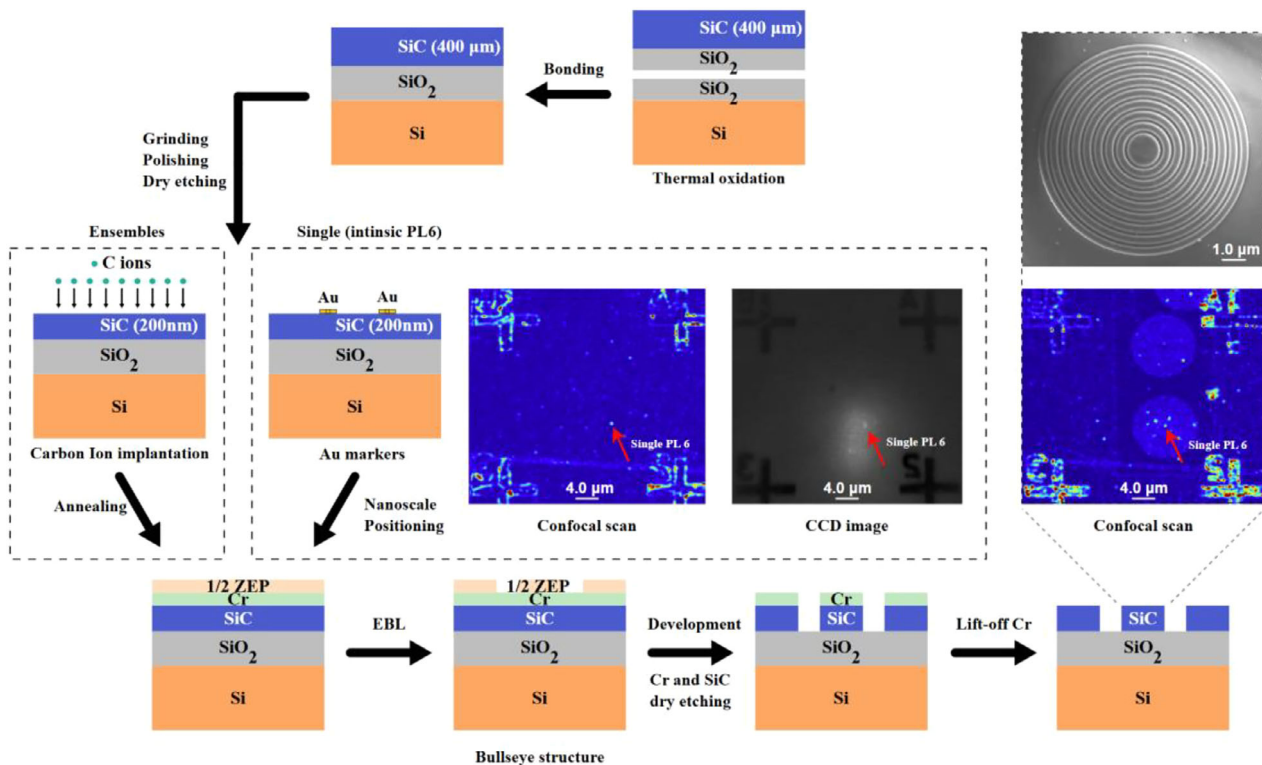 SiC (400 μm)
SiO2
Si
Bonding
SiC (400 μm)
SiO2
SiO2
Si
Thermal oxidation
Grinding
Polishing
Dry etching
1.0 μm
Ensembles
C ions
SiC (200nm)
SiO2
Si
Carbon Ion implantation
Annealing
Single (intinsic PL6)
Au
Au
SiC (200nm)
SiO2
Si
Au markers
Nanoscale
Positioning
Single PL 6
4.0 μm
Confocal scan
Single PL 6
4.0 μm
CCD image
Single PL 6
4.0 μm
Confocal scan
1/2 ZEP
Cr
SiC
SiO2
Si
EBL
1/2 ZEP
Cr
SiC
SiO2
Si
Bullseye structure
Development
Cr and SiC
dry etching
Cr
SiC
SiO2
Si
Lift-off Cr
SiC
SiO2
Si